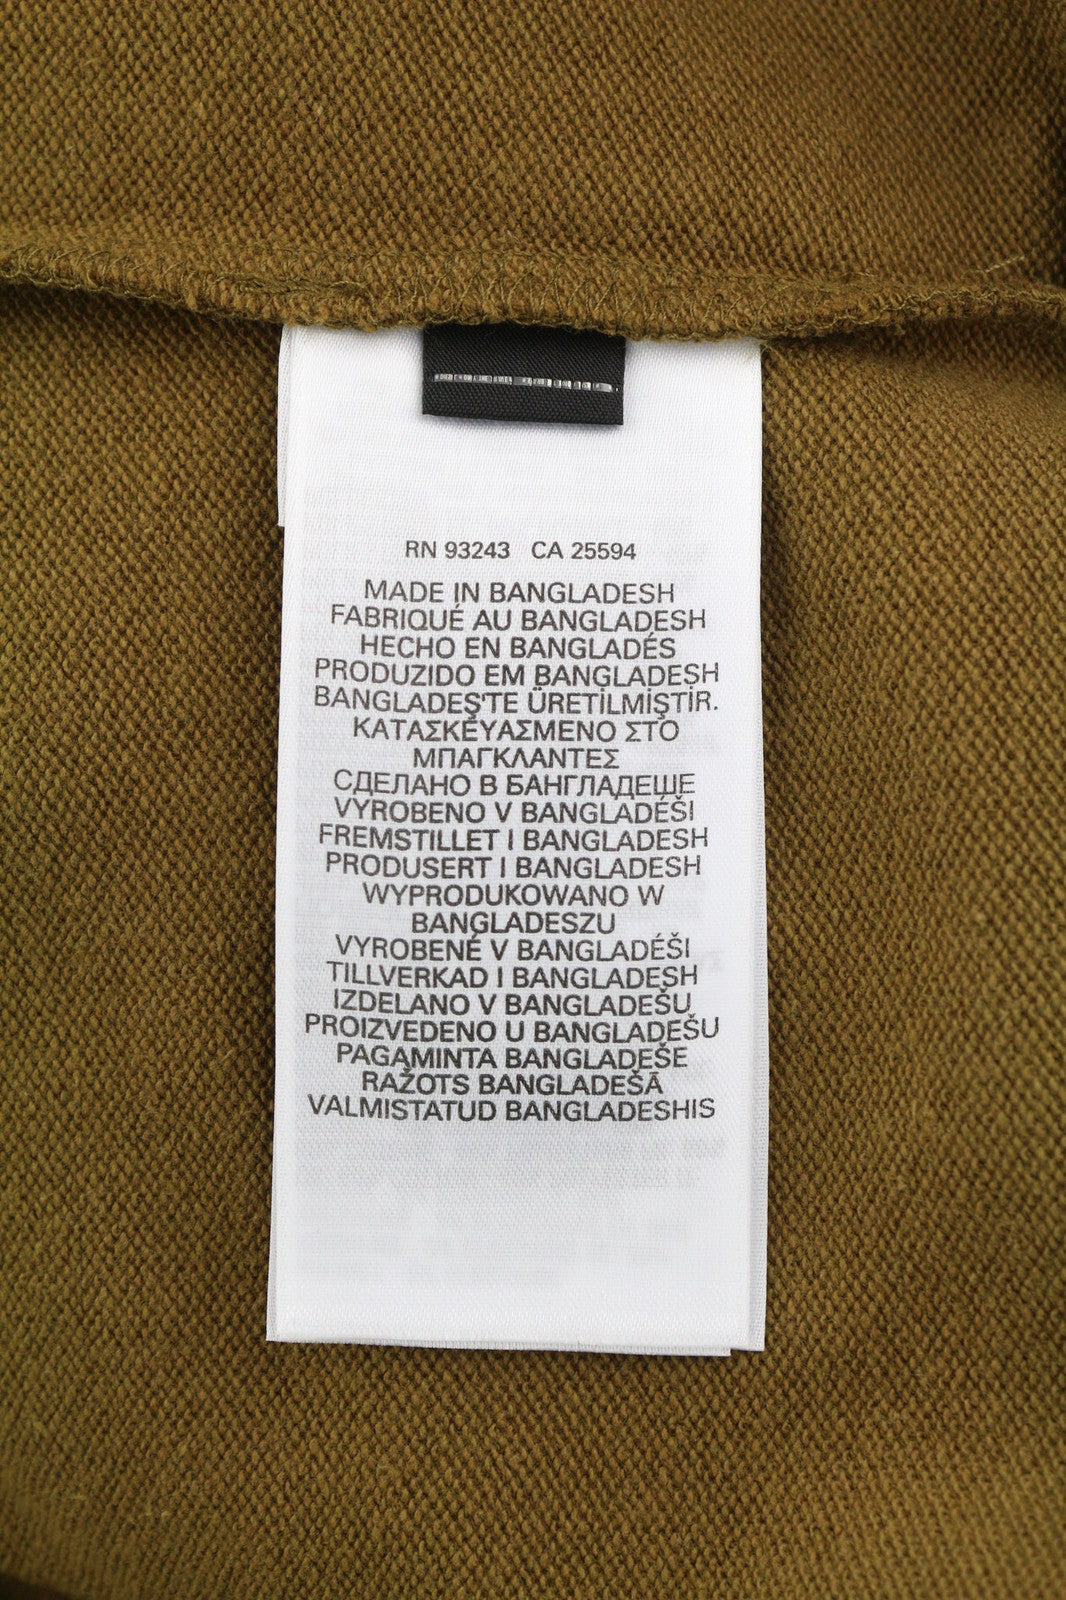 RN 93243 CA 25594
MADE IN BANGLADESH
FABRIQUÉ AU BANGLADESH
HECHO EN BANGLADÉS
PRODUZIDO EM BANGLADESH
BANGLADEŞ'TE ÜRETİLMİŞTİR.
ΚΑΤΑΣΚΕΥΑΣΜΕΝΟ ΣΤΟ
ΜΠΑΓΚΛΑΝΤΕΣ
СДЕЛАНО В БАНГЛАДЕШЕ
VYROBENO V BANGLADÉŠI
FREMSTILLET I BANGLADESH
PRODUSERT I BANGLADESH
WYPRODUKOWANO W
BANGLADESZU
VYROBENÉ V BANGLADÉŠI
TILLVERKAD I BANGLADESH
IZDELANO V BANGLADEŠU
PROIZVEDENO U BANGLADEŠU
PAGAMINTA BANGLADEŠE
RAŽOTS BANGLADEŠĀ
VALMISTATUD BANGLADESHIS